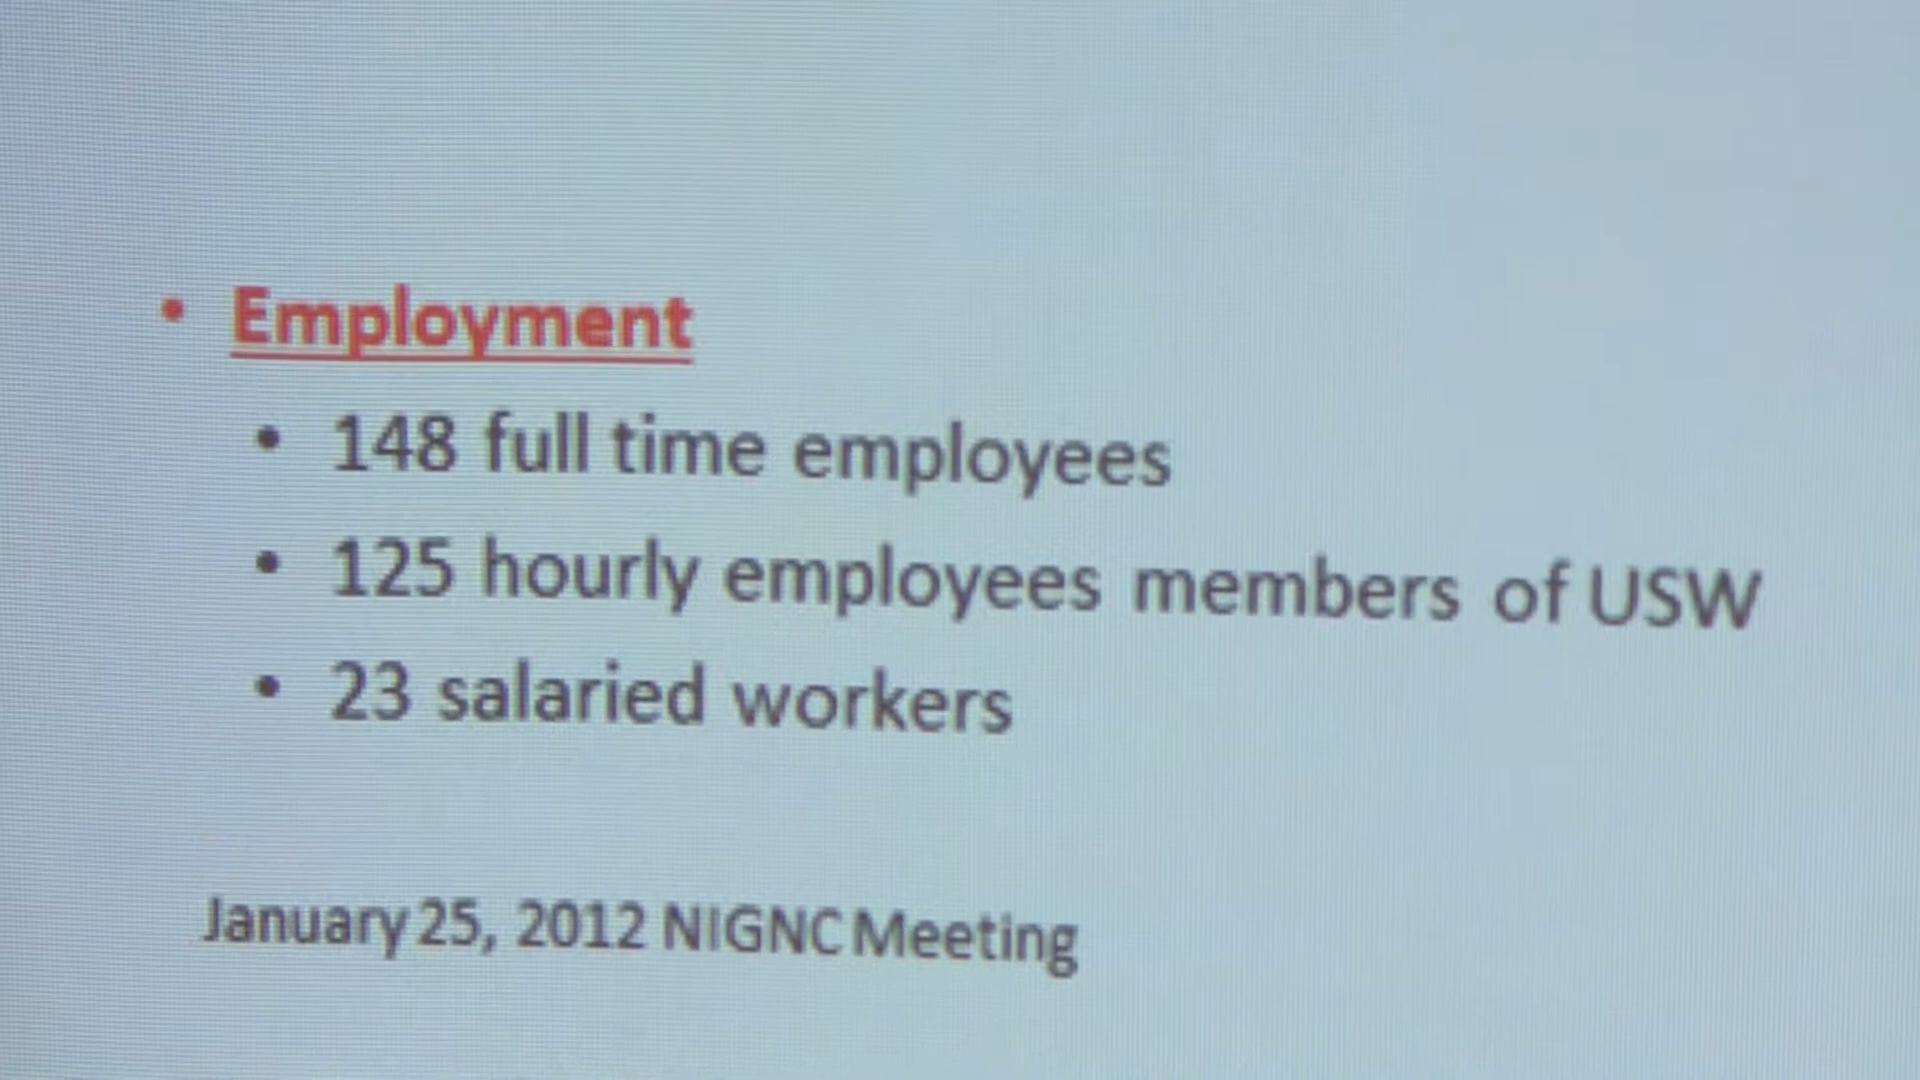 • Employment
• 148 full time employees
• 125 hourly employees members of USW
• 23 salaried workers
January 25, 2012 NIGNC Meeting